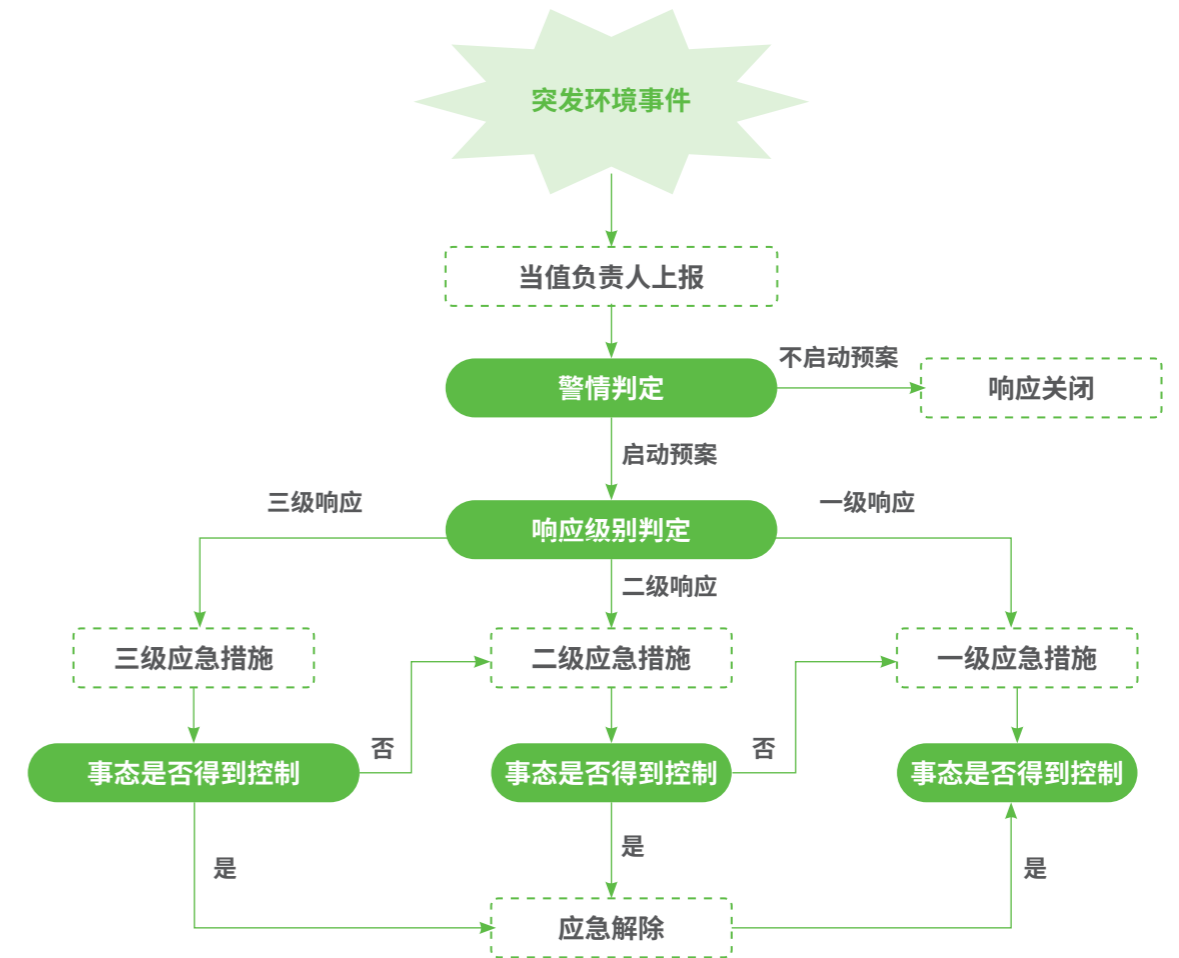 突发环境事件
当值负责人上报
不启动预案
警情判定
响应关闭
启动预案
三级响应
一级响应
响应级别判定
二级响应
三级应急措施
二级应急措施
一级应急措施
否
否
事态是否得到控制
事态是否得到控制
事态是否得到控制
是
是
是
应急解除